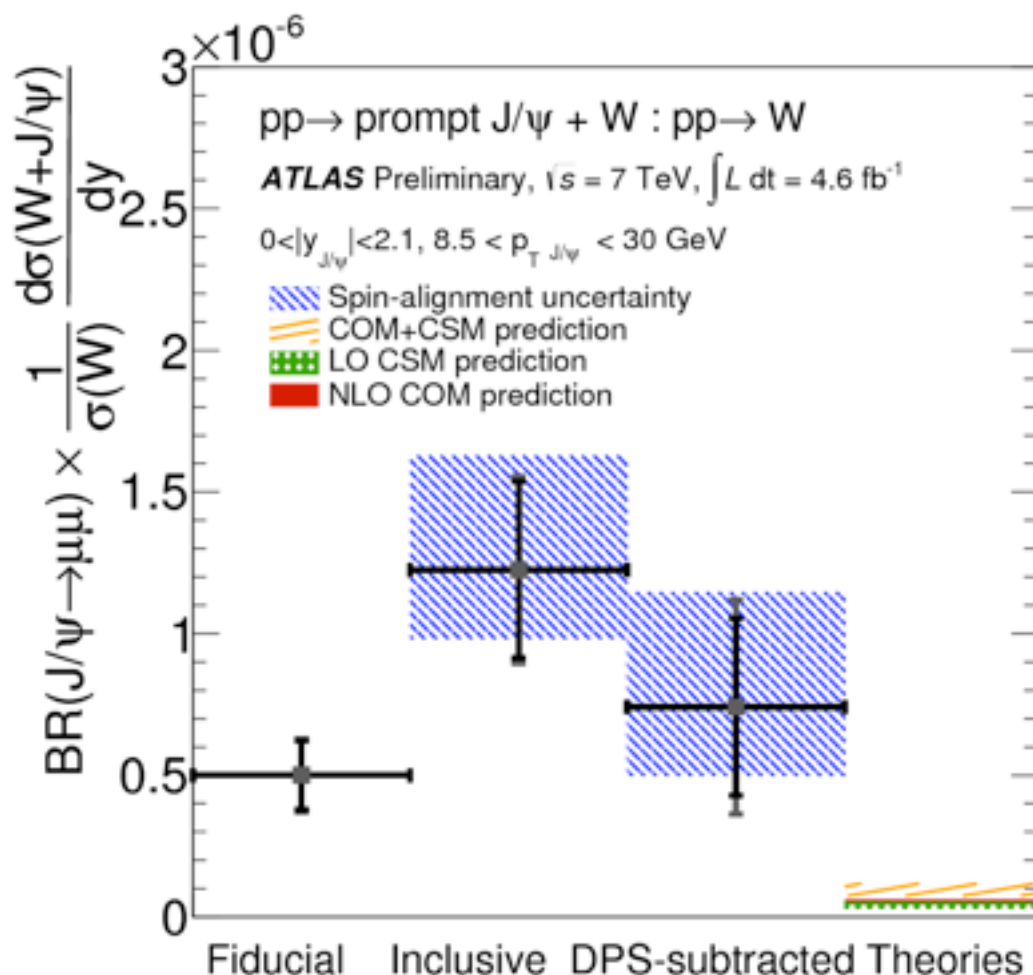 3×10⁻⁶
BR(J/ψ→μμ) × 1/σ(W) dσ(W+J/ψ)/dy
pp→ prompt J/ψ + W : pp→ W
ATLAS Preliminary, √s = 7 TeV, ∫L dt = 4.6 fb⁻¹
0<|y_J/ψ|<2.1, 8.5 < p_T J/ψ < 30 GeV
Spin-alignment uncertainty
COM+CSM prediction
LO CSM prediction
NLO COM prediction
2.5
2
1.5
1
0.5
0
Fiducial Inclusive DPS-subtracted Theories